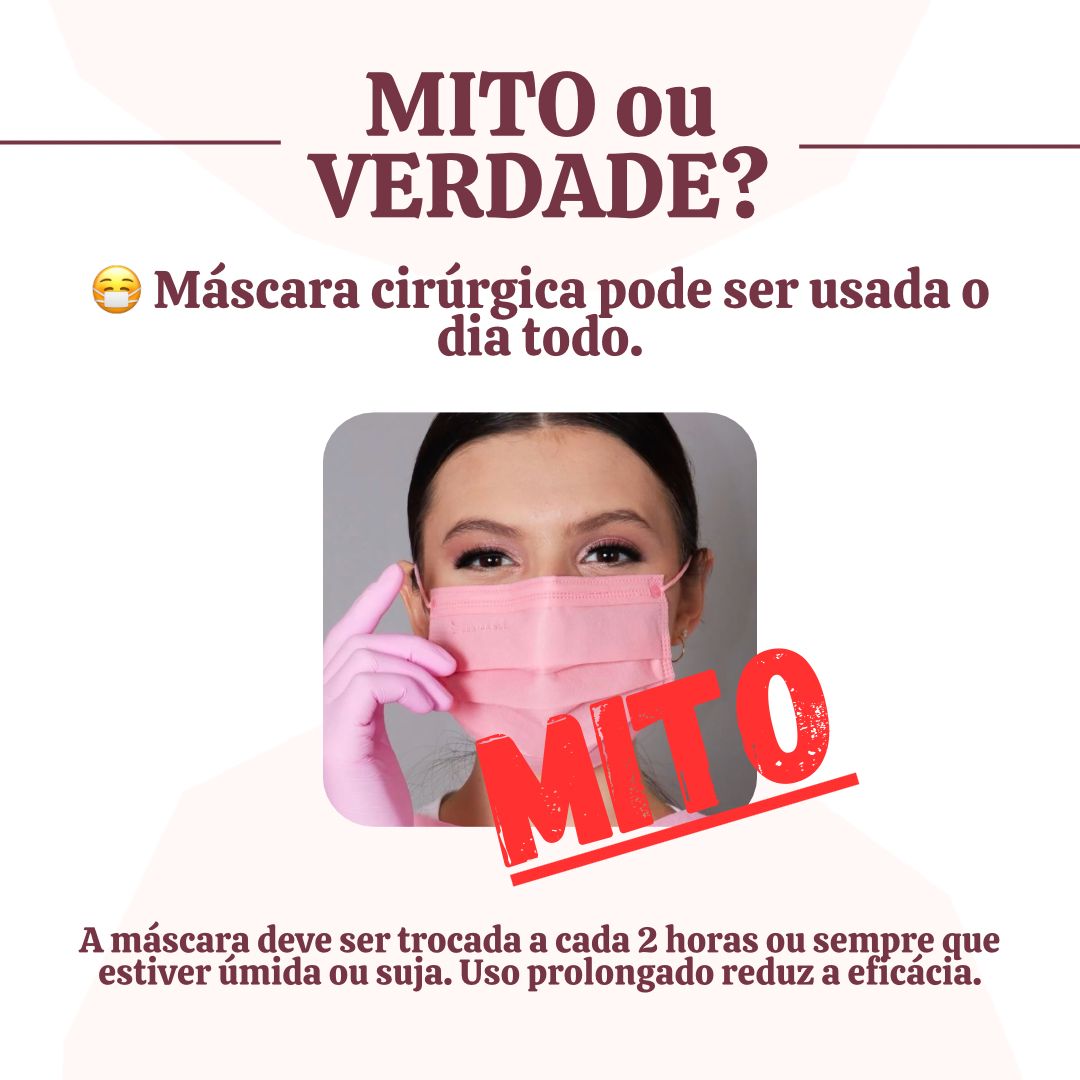 MITO ou
VERDADE?
😷 Máscara cirúrgica pode ser usada o
dia todo.
MITO
A máscara deve ser trocada a cada 2 horas ou sempre que
estiver úmida ou suja. Uso prolongado reduz a eficácia.